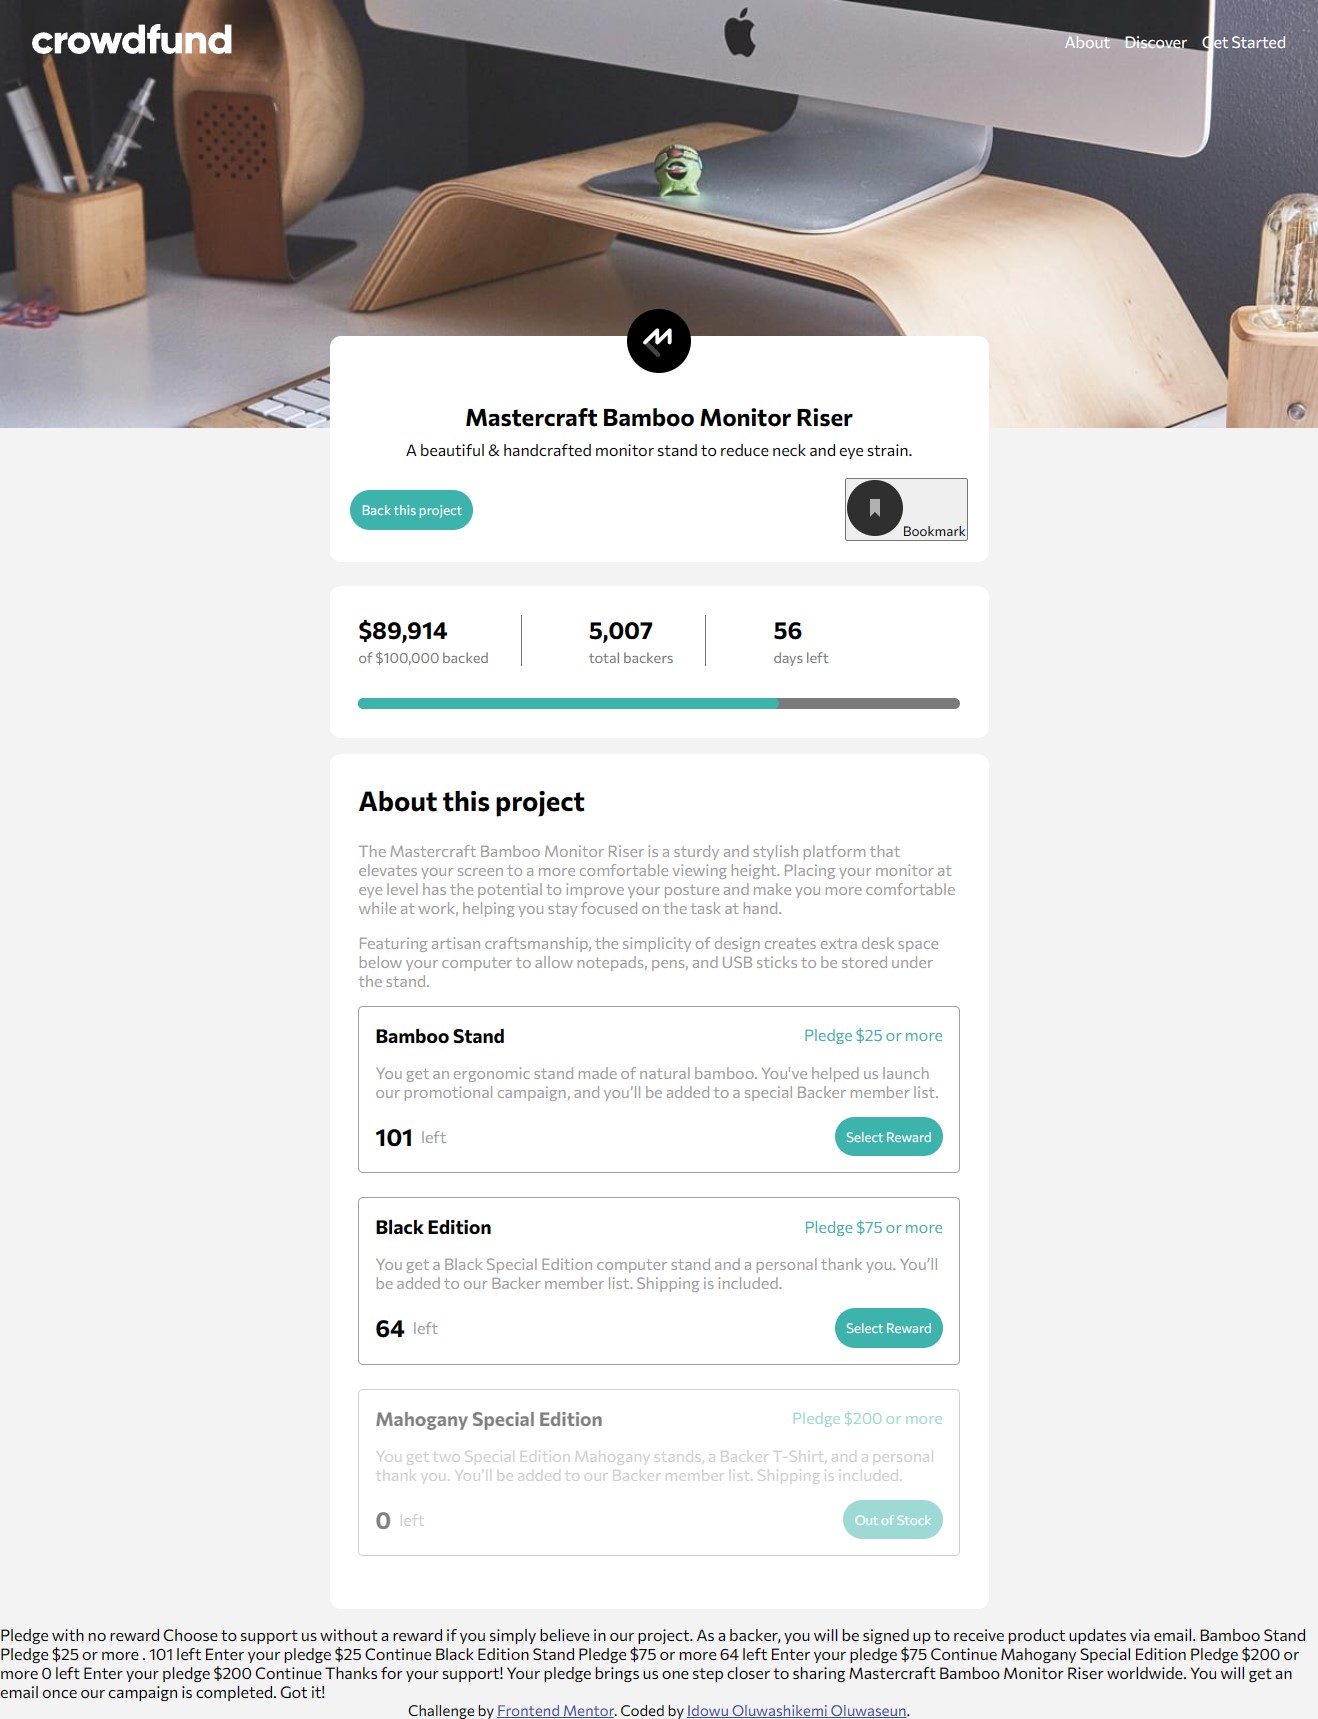 crowdfund
About Discover Get Started
Mastercraft Bamboo Monitor Riser
A beautiful & handcrafted monitor stand to reduce neck and eye strain.
Back this project
Bookmark
$89,914
of $100,000 backed
5,007
total backers
56
days left
About this project
The Mastercraft Bamboo Monitor Riser is a sturdy and stylish platform that
elevates your screen to a more comfortable viewing height. Placing your monitor at
eye level has the potential to improve your posture and make you more comfortable
while at work, helping you stay focused on the task at hand.
Featuring artisan craftsmanship, the simplicity of design creates extra desk space
below your computer to allow notepads, pens, and USB sticks to be stored under
the stand.
Bamboo Stand
Pledge $25 or more
You get an ergonomic stand made of natural bamboo. You've helped us launch
our promotional campaign, and you’ll be added to a special Backer member list.
101 left
Select Reward
Black Edition
Pledge $75 or more
You get a Black Special Edition computer stand and a personal thank you. You’ll
be added to our Backer member list. Shipping is included.
64 left
Select Reward
Mahogany Special Edition
Pledge $200 or more
You get two Special Edition Mahogany stands, a Backer T-Shirt, and a personal
thank you. You’ll be added to our Backer member list. Shipping is included.
0 left
Out of Stock
Pledge with no reward Choose to support us without a reward if you simply believe in our project. As a backer, you will be signed up to receive product updates via email. Bamboo Stand
Pledge $25 or more . 101 left Enter your pledge $25 Continue Black Edition Stand Pledge $75 or more 64 left Enter your pledge $75 Continue Mahogany Special Edition Pledge $200 or
more 0 left Enter your pledge $200 Continue Thanks for your support! Your pledge brings us one step closer to sharing Mastercraft Bamboo Monitor Riser worldwide. You will get an
email once our campaign is completed. Got it!
Challenge by Frontend Mentor. Coded by Idowu Oluwashikemi Oluwaseun.